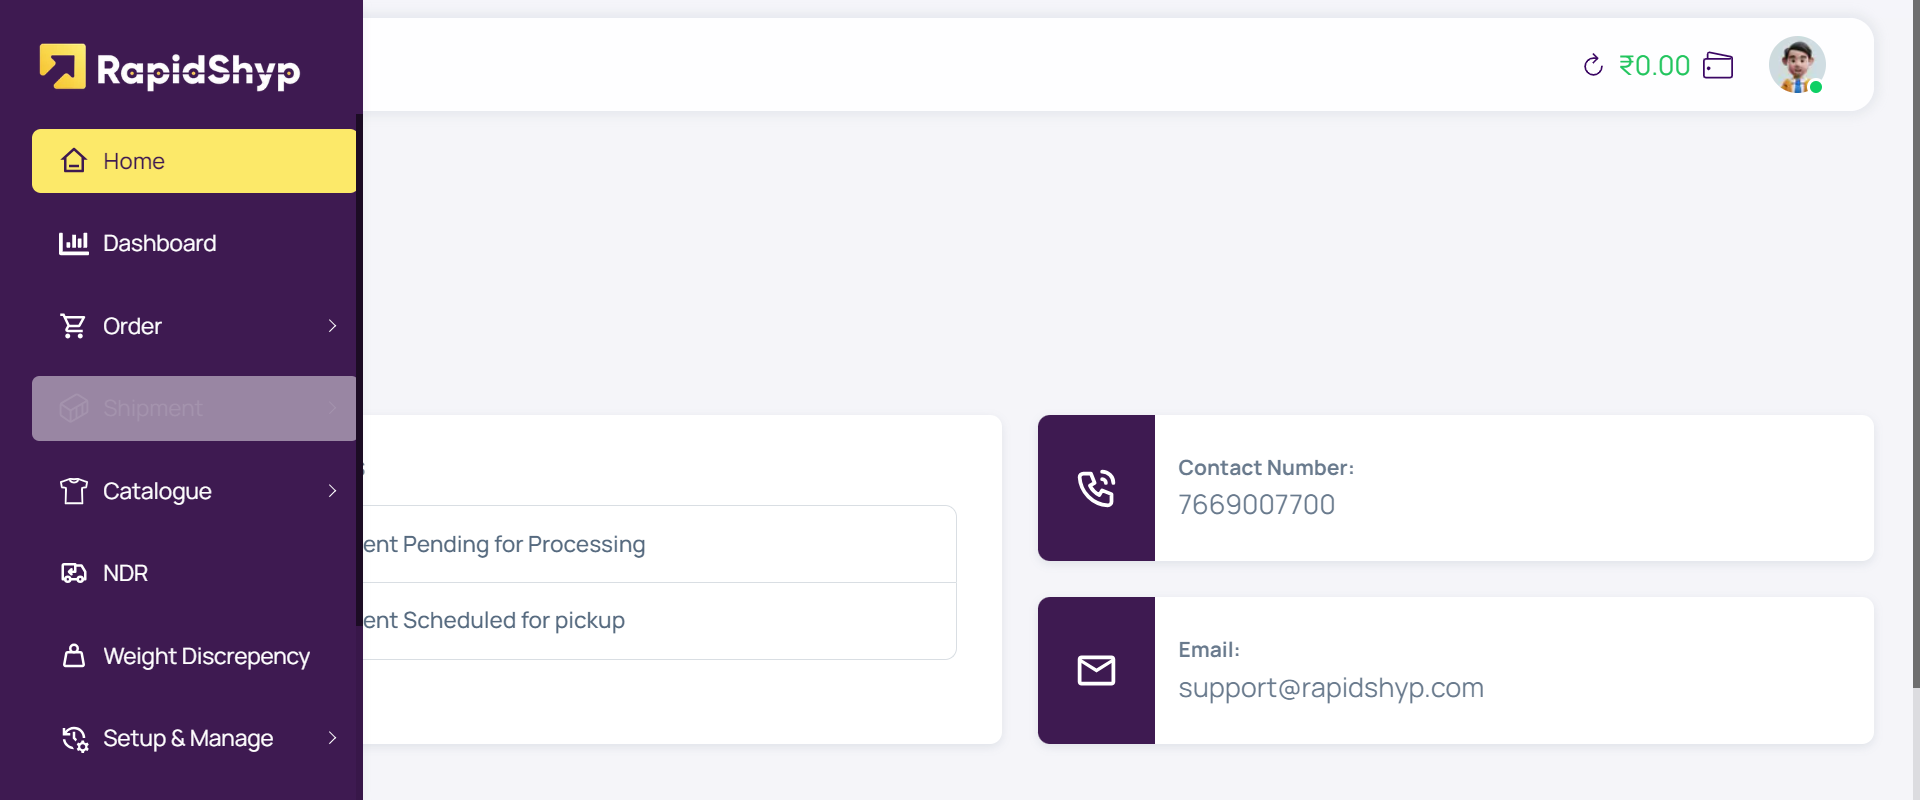 RapidShyp
₹0.00
Home
Dashboard
Order
Shipment
Catalogue
NDR
Weight Discrepency
Setup & Manage
s
ent Pending for Processing
ent Scheduled for pickup
Contact Number:
7669007700
Email:
support@rapidshyp.com